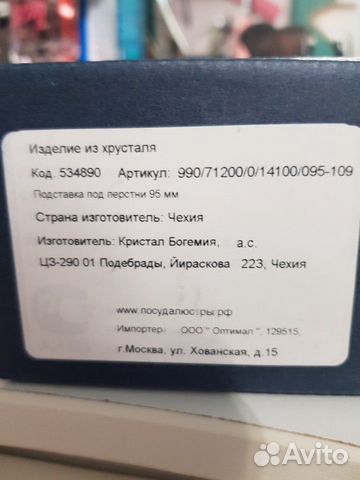 Изделие из хрусталя
Код. 534890 Артикул: 990/71200/0/14100/095-109
Подставка под перстни 95 мм
Страна изготовитель: Чехия
Изготовитель: Кристал Богемия, а.с.
ЦЗ-290 01 Подебрады, Йираскова 223, Чехия
www.посудалюстры.рф
Импортер: ООО" Оптимал ", 129515,
г.Москва, ул. Хованская, д.15
Avito